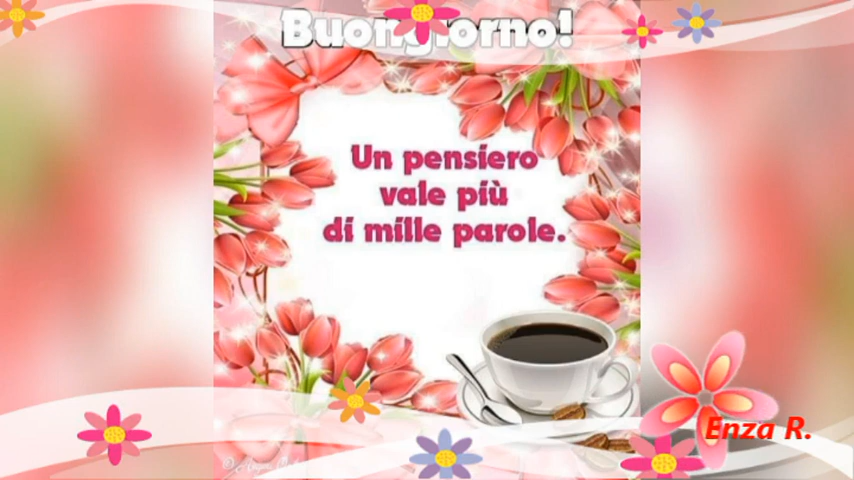 Buongiorno!
Un pensiero
vale più
di mille parole.
Enza R.